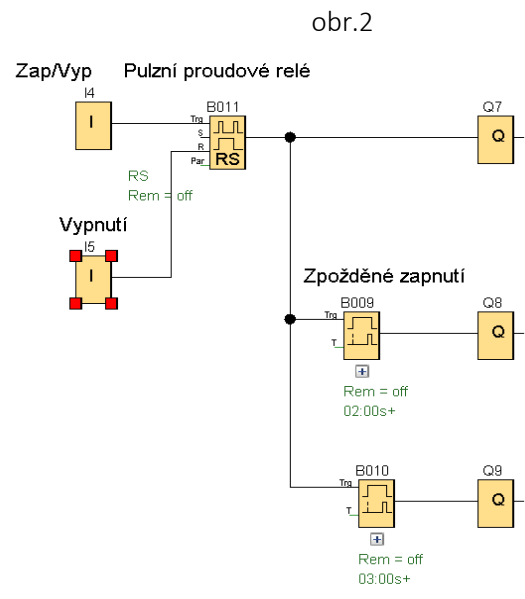 obr.2
Zap/Vyp Pulzní proudové relé
I4
I
B011
Trg
S
R
Par
RS
RS
Rem = off
Q7
Q
Vypnutí
I5
I
Zpožděné zapnutí
B009
Trg
T
+
Rem = off
02:00s+
Q8
Q
B010
Trg
T
+
Rem = off
03:00s+
Q9
Q